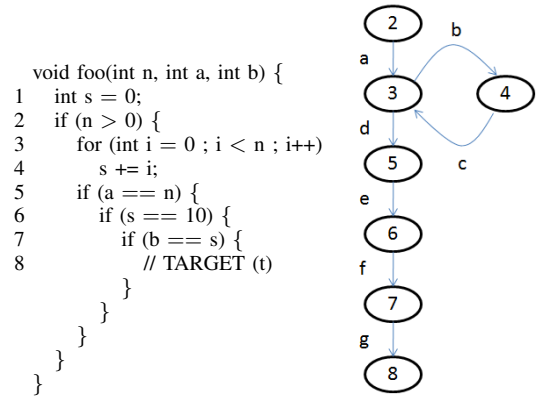 void foo(int n, int a, int b) {
1 int s = 0;
2 if (n > 0) {
3 for (int i = 0 ; i < n ; i++)
4 s += i;
5 if (a == n) {
6 if (s == 10) {
7 if (b == s) {
8 // TARGET (t)
}
}
}
}
}
2
a
b
3
4
d
c
5
e
6
f
7
g
8